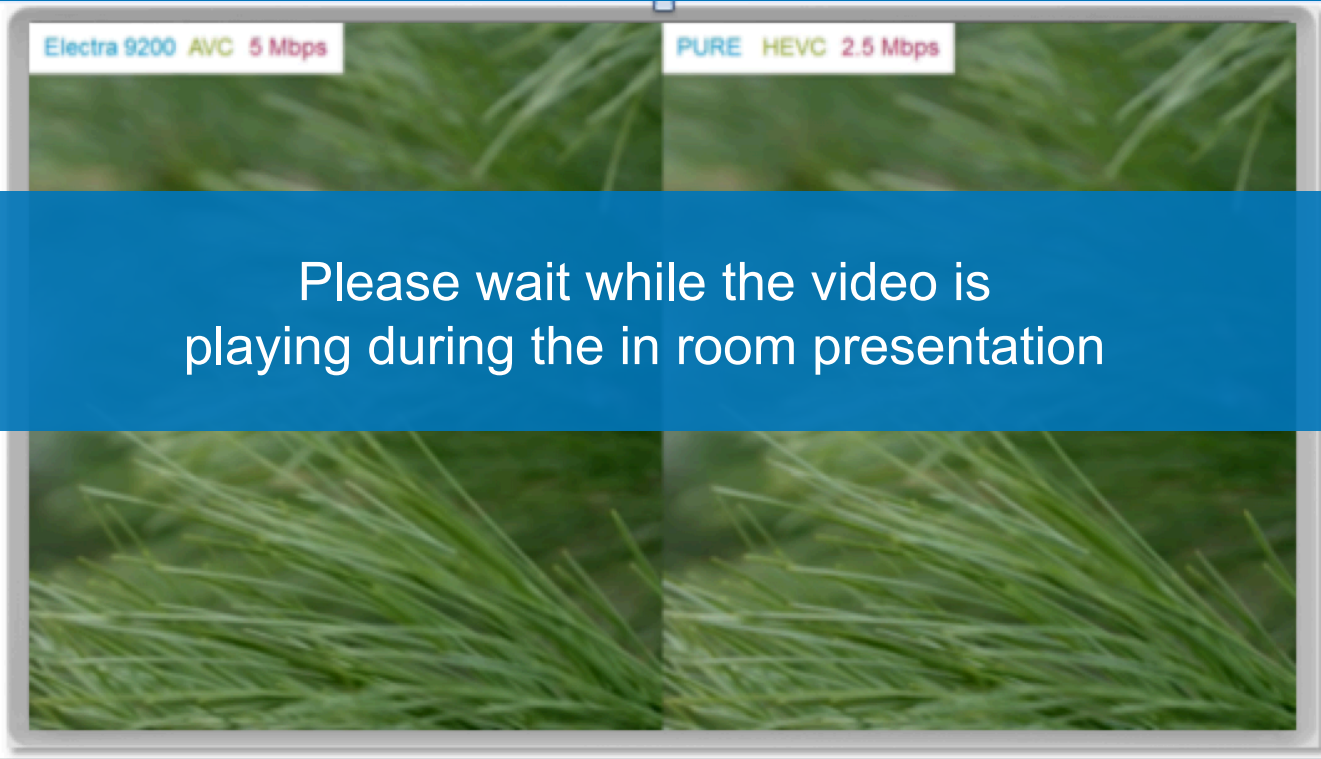 Electra 9200 AVC 5 Mbps
PURE HEVC 2.5 Mbps
Please wait while the video is
playing during the in room presentation